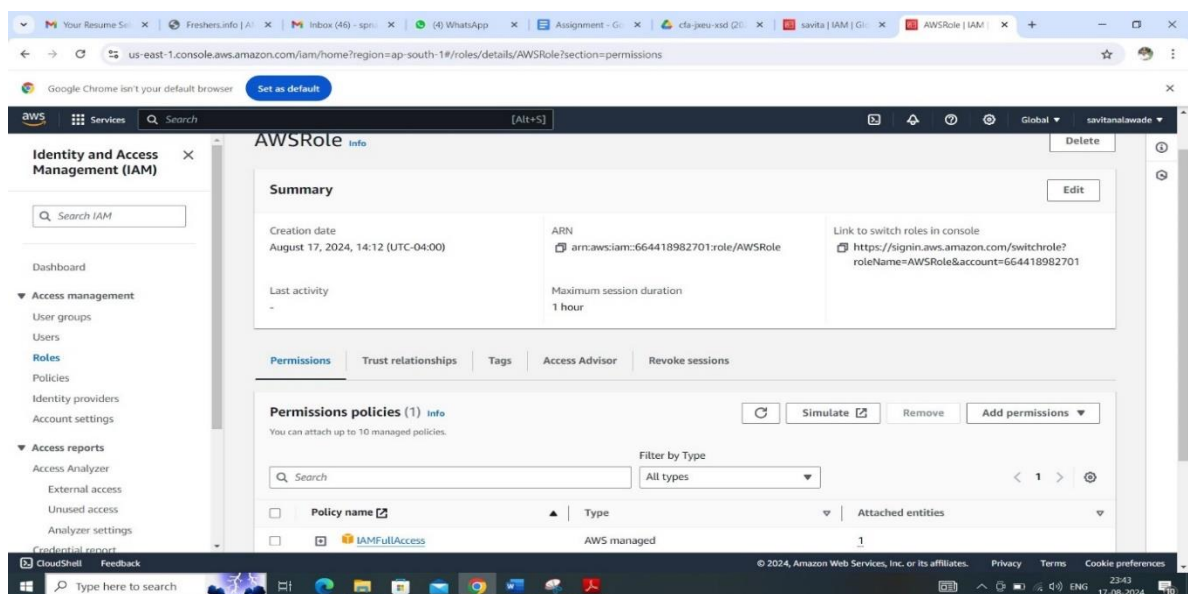 Your Resume Sel
Freshers.info | A
Inbox (46) - spn
(4) WhatsApp
Assignment - Go
cfa-jxeu-xsd (20
savita | IAM | Glo
AWSRole | IAM |
us-east-1.console.aws.amazon.com/iam/home?region=ap-south-1#/roles/details/AWSRole?section=permissions
Google Chrome isn't your default browser
Set as default
aws
Services
Search
[Alt+S]
Global
savitanalawade
Identity and Access
Management (IAM)
Search IAM
Dashboard
Access management
User groups
Users
Roles
Policies
Identity providers
Account settings
Access reports
Access Analyzer
External access
Unused access
Analyzer settings
Credential report
AWSRole Info
Delete
Summary
Edit
Creation date
August 17, 2024, 14:12 (UTC-04:00)
ARN
arn:aws:iam::664418982701:role/AWSRole
Link to switch roles in console
https://signin.aws.amazon.com/switchrole?
roleName=AWSRole&account=664418982701
Last activity
-
Maximum session duration
1 hour
Permissions
Trust relationships
Tags
Access Advisor
Revoke sessions
Permissions policies (1) Info
You can attach up to 10 managed policies.
Simulate
Remove
Add permissions
Filter by Type
Search
All types
1
Policy name
Type
Attached entities
IAMFullAccess
AWS managed
1
CloudShell
Feedback
© 2024, Amazon Web Services, Inc. or its affiliates.
Privacy
Terms
Cookie preferences
Type here to search
ENG
23:43
17-08-2024